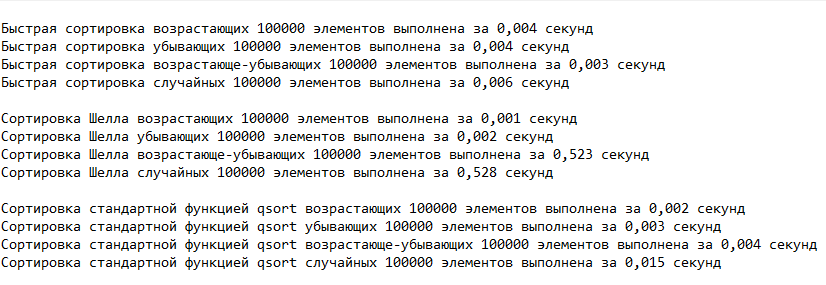 Быстрая сортировка возрастающих 100000 элементов выполнена за 0,004 секунд
Быстрая сортировка убывающих 100000 элементов выполнена за 0,004 секунд
Быстрая сортировка возрастающе-убывающих 100000 элементов выполнена за 0,003 секунд
Быстрая сортировка случайных 100000 элементов выполнена за 0,006 секунд
Сортировка Шелла возрастающих 100000 элементов выполнена за 0,001 секунд
Сортировка Шелла убывающих 100000 элементов выполнена за 0,002 секунд
Сортировка Шелла возрастающе-убывающих 100000 элементов выполнена за 0,523 секунд
Сортировка Шелла случайных 100000 элементов выполнена за 0,528 секунд
Сортировка стандартной функцией qsort возрастающих 100000 элементов выполнена за 0,002 секунд
Сортировка стандартной функцией qsort убывающих 100000 элементов выполнена за 0,003 секунд
Сортировка стандартной функцией qsort возрастающе-убывающих 100000 элементов выполнена за 0,004 секунд
Сортировка стандартной функцией qsort случайных 100000 элементов выполнена за 0,015 секунд